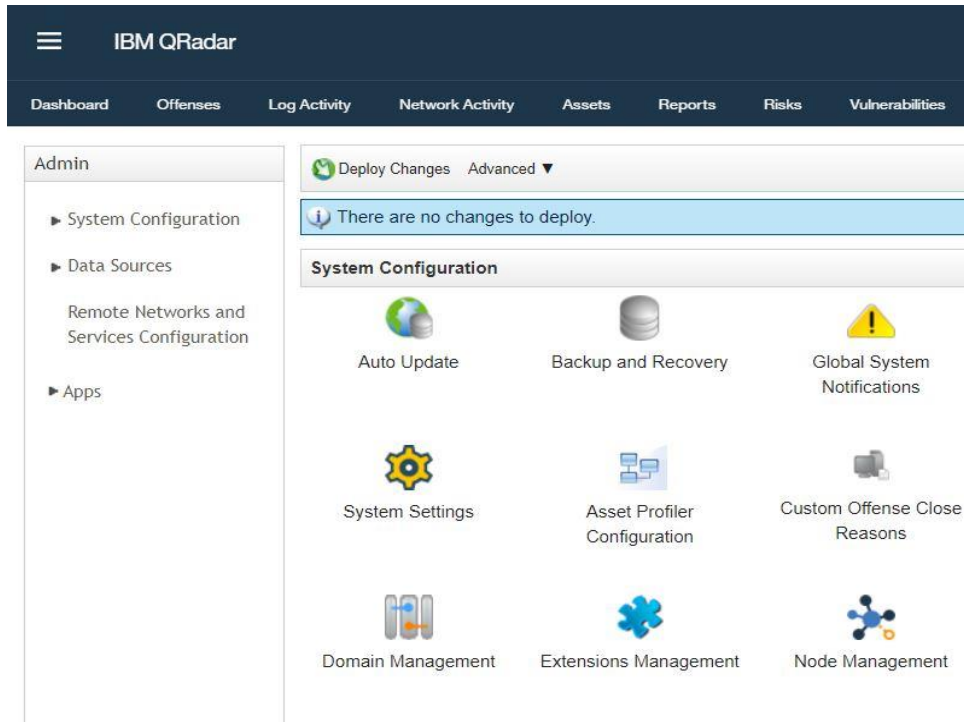 IBM QRadar
Dashboard Offenses Log Activity Network Activity Assets Reports Risks Vulnerabilities
Admin
System Configuration
Data Sources
Remote Networks and
Services Configuration
Apps
Deploy Changes Advanced ▼
There are no changes to deploy.
System Configuration
Auto Update
Backup and Recovery
Global System
Notifications
System Settings
Asset Profiler
Configuration
Custom Offense Close
Reasons
Domain Management
Extensions Management
Node Management